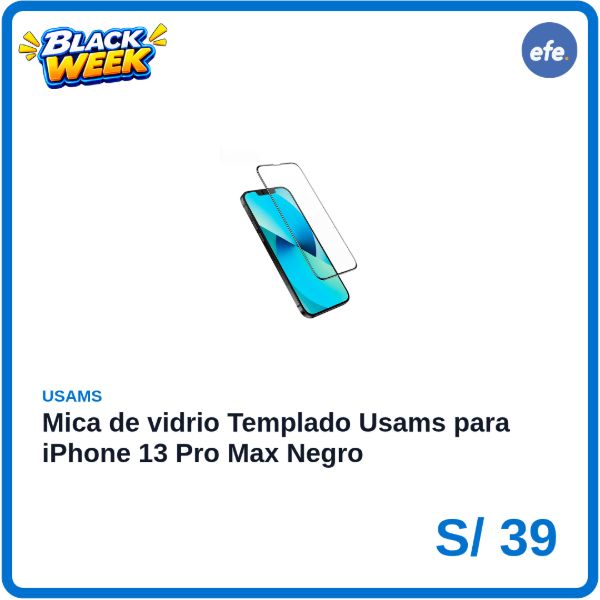 BLACK
WEEK
efe.
USAMS
Mica de vidrio Templado Usams para
iPhone 13 Pro Max Negro
S/ 39